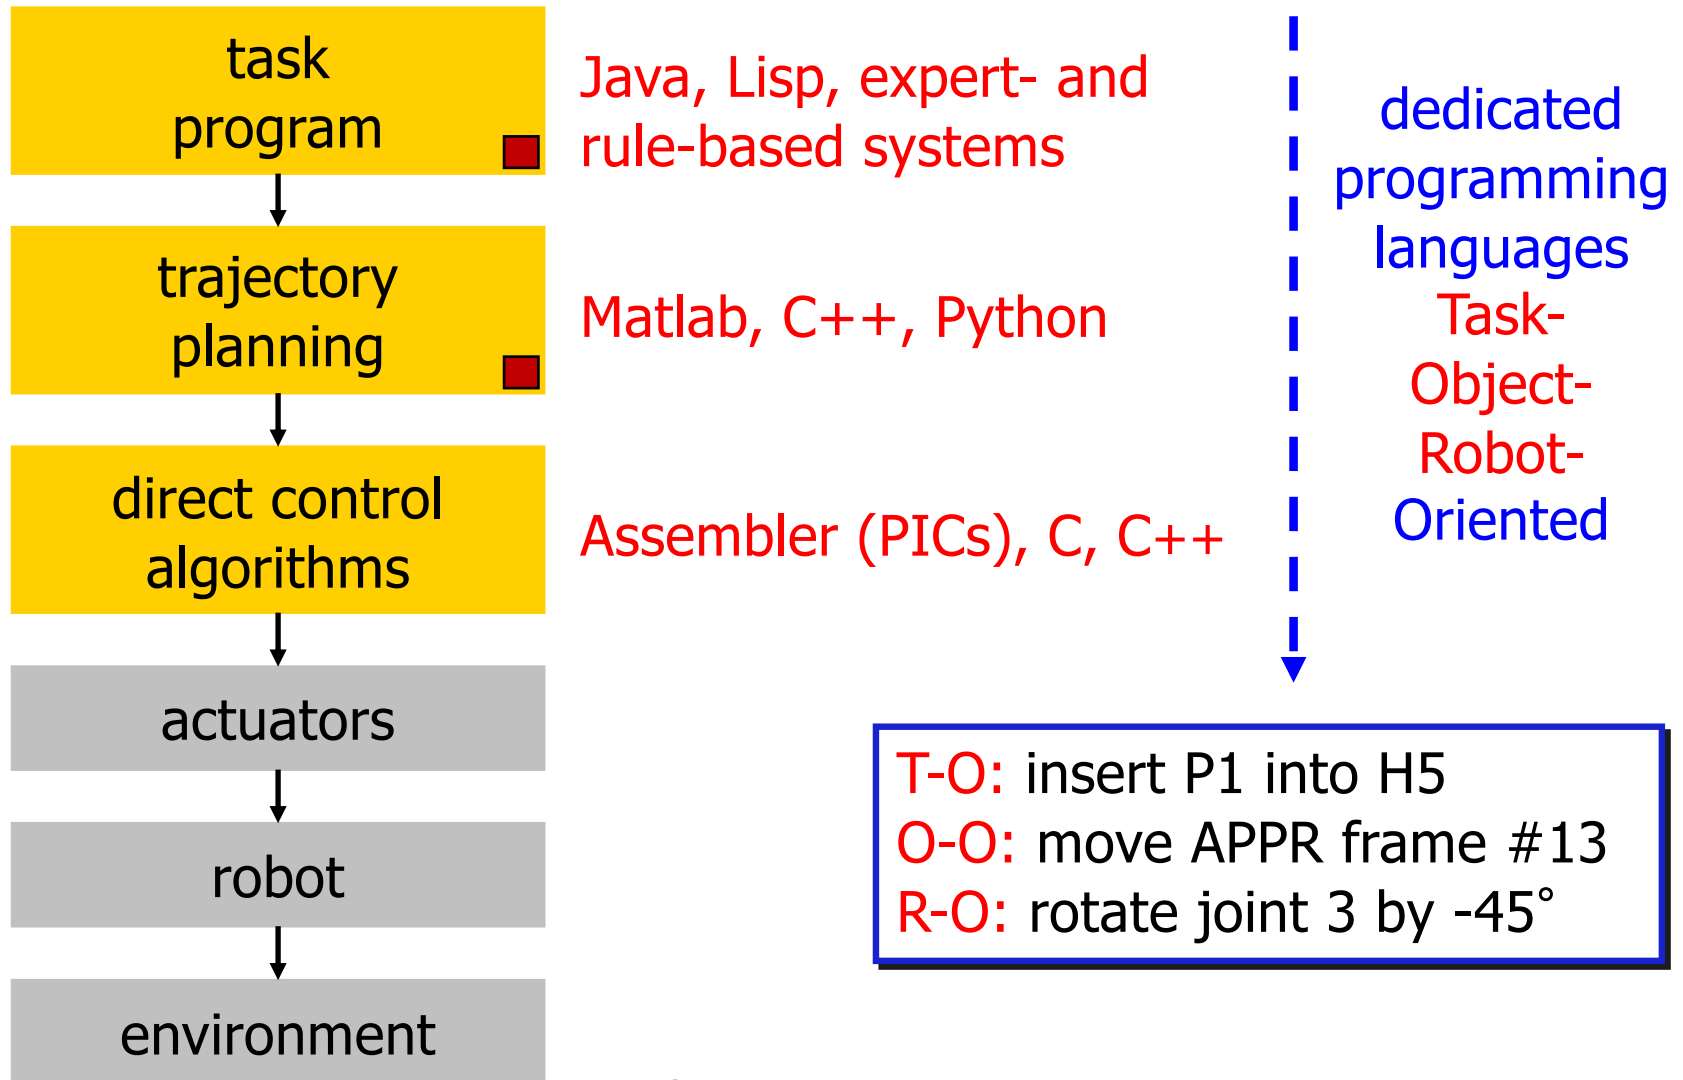 task
program
Java, Lisp, expert- and
rule-based systems
trajectory
planning
Matlab, C++, Python
direct control
algorithms
Assembler (PICs), C, C++
actuators
robot
environment
dedicated
programming
languages
Task-
Object-
Robot-
Oriented
T-O: insert P1 into H5
O-O: move APPR frame #13
R-O: rotate joint 3 by -45°